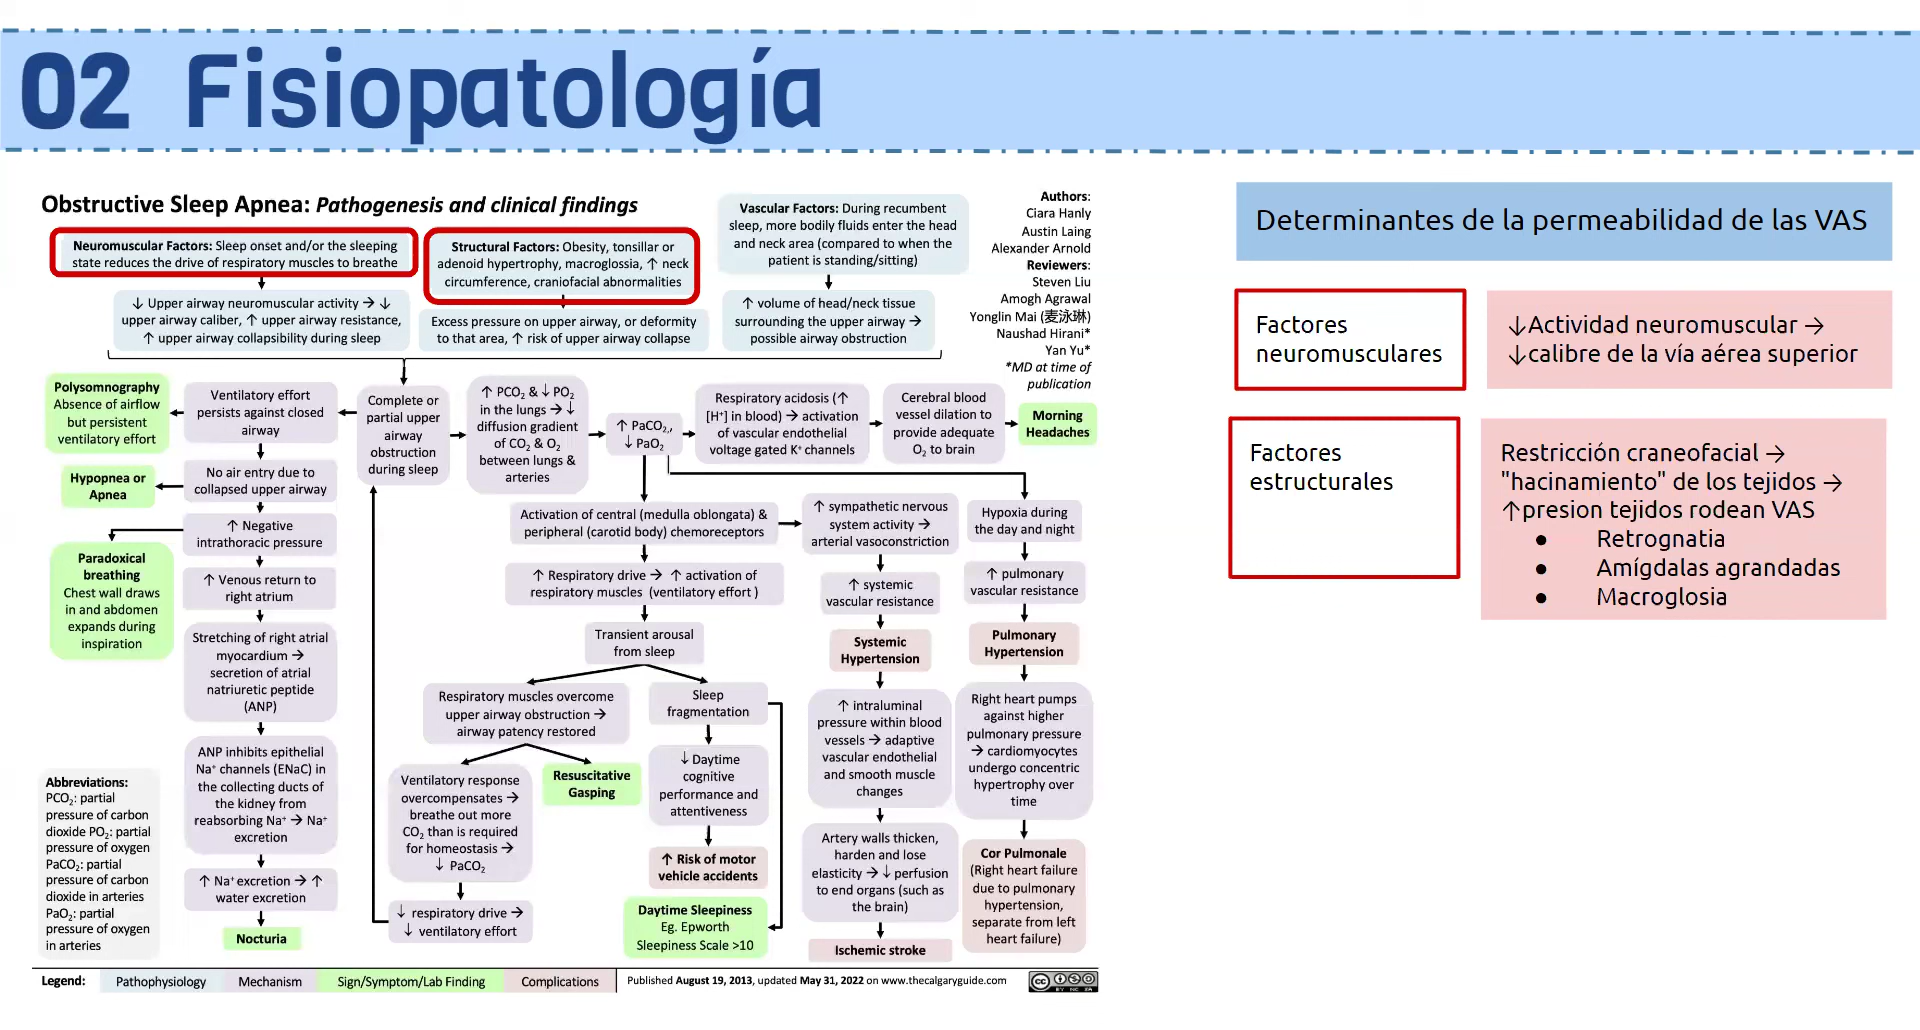 02 Fisiopatología
Obstructive Sleep Apnea: Pathogenesis and clinical findings
Neuromuscular Factors: Sleep onset and/or the sleeping
state reduces the drive of respiratory muscles to breathe
Structural Factors: Obesity, tonsillar or
adenoid hypertrophy, macroglossia, ↑ neck
circumference, craniofacial abnormalities
Vascular Factors: During recumbent
sleep, more bodily fluids enter the head
and neck area (compared to when the
patient is standing/sitting)
Authors:
Ciara Hanly
Austin Laing
Alexander Arnold
Reviewers:
Steven Liu
Amogh Agrawal
Yonglin Mai (麦泳琳)
Naushad Hirani*
Yan Yu*
*MD at time of
publication
↓ Upper airway neuromuscular activity → ↓
upper airway caliber, ↑ upper airway resistance,
↑ upper airway collapsibility during sleep
Excess pressure on upper airway, or deformity
to that area, ↑ risk of upper airway collapse
↑ volume of head/neck tissue
surrounding the upper airway →
possible airway obstruction
Polysomnography
Absence of airflow
but persistent
ventilatory effort
Ventilatory effort
persists against closed
airway
Complete or
partial upper
airway
obstruction
during sleep
↑ PCO₂ & ↓ PO₂
in the lungs → ↓
diffusion gradient
of CO₂ & O₂
between lungs &
arteries
↑ PaCO₂,,
↓ PaO₂
Respiratory acidosis (↑
[H⁺] in blood) → activation
of vascular endothelial
voltage gated K⁺ channels
Cerebral blood
vessel dilation to
provide adequate
O₂ to brain
Morning
Headaches
Hypopnea or
Apnea
No air entry due to
collapsed upper airway
↑ Negative
intrathoracic pressure
Paradoxical
breathing
Chest wall draws
in and abdomen
expands during
inspiration
↑ Venous return to
right atrium
Stretching of right atrial
myocardium →
secretion of atrial
natriuretic peptide
(ANP)
ANP inhibits epithelial
Na⁺ channels (ENaC) in
the collecting ducts of
the kidney from
reabsorbing Na⁺ → Na⁺
excretion
↑ Na⁺ excretion → ↑
water excretion
Nocturia
Activation of central (medulla oblongata) &
peripheral (carotid body) chemoreceptors
↑ Respiratory drive → ↑ activation of
respiratory muscles (ventilatory effort )
Transient arousal
from sleep
Respiratory muscles overcome
upper airway obstruction →
airway patency restored
Sleep
fragmentation
Ventilatory response
overcompensates →
breathe out more
CO₂ than is required
for homeostasis →
↓ PaCO₂
Resuscitative
Gasping
↓ Daytime
cognitive
performance and
attentiveness
↑ Risk of motor
vehicle accidents
↓ respiratory drive →
↓ ventilatory effort
Daytime Sleepiness
Eg. Epworth
Sleepiness Scale >10
↑ sympathetic nervous
system activity →
arterial vasoconstriction
↑ systemic
vascular resistance
Systemic
Hypertension
↑ intraluminal
pressure within blood
vessels → adaptive
vascular endothelial
and smooth muscle
changes
Artery walls thicken,
harden and lose
elasticity → ↓ perfusion
to end organs (such as
the brain)
Ischemic stroke
Hypoxia during
the day and night
↑ pulmonary
vascular resistance
Pulmonary
Hypertension
Right heart pumps
against higher
pulmonary pressure
→ cardiomyocytes
undergo concentric
hypertrophy over
time
Cor Pulmonale
(Right heart failure
due to pulmonary
hypertension,
separate from left
heart failure)
Abbreviations:
PCO₂: partial
pressure of carbon
dioxide PO₂: partial
pressure of oxygen
PaCO₂: partial
pressure of carbon
dioxide in arteries
PaO₂: partial
pressure of oxygen
in arteries
Legend: Pathophysiology Mechanism Sign/Symptom/Lab Finding Complications
Published August 19, 2013, updated May 31, 2022 on www.thecalgaryguide.com
Determinantes de la permeabilidad de las VAS
Factores
neuromusculares
↓Actividad neuromuscular →
↓calibre de la vía aérea superior
Factores
estructurales
Restricción craneofacial →
"hacinamiento" de los tejidos →
↑presion tejidos rodean VAS
● Retrognatia
● Amígdalas agrandadas
● Macroglosia